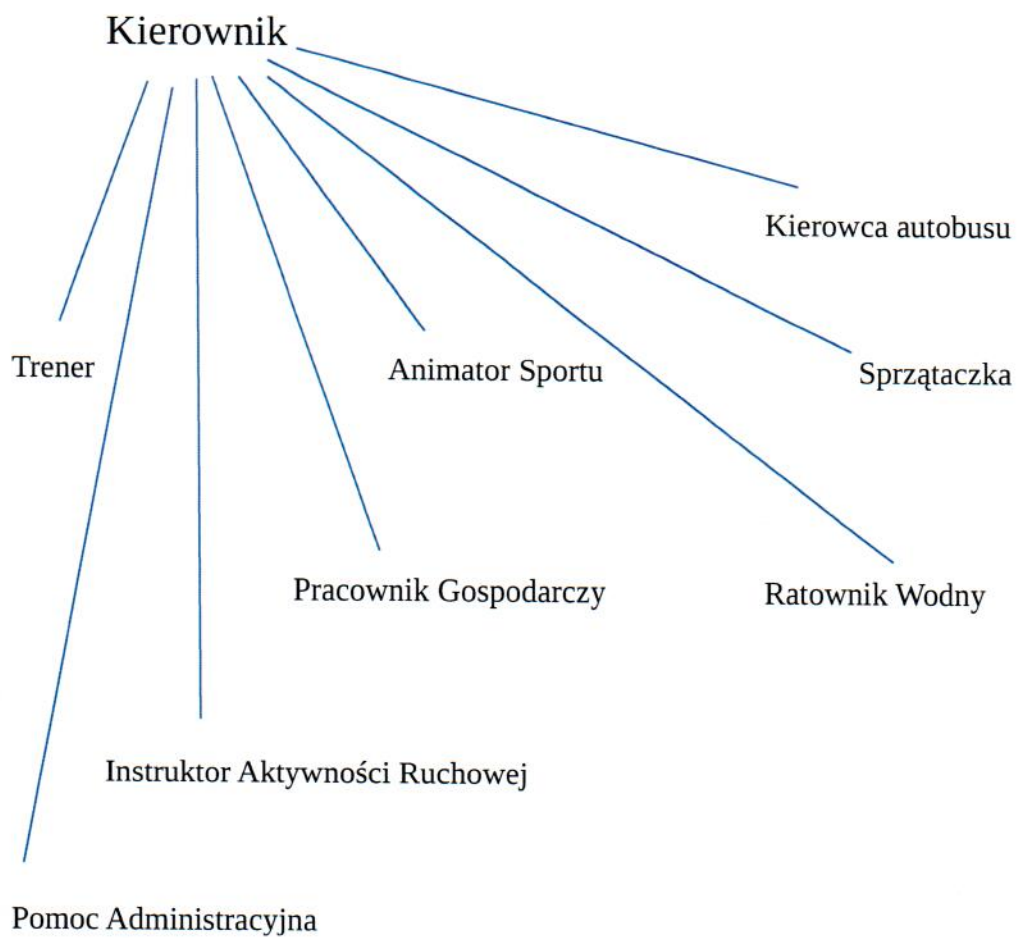 Kierownik
Kierowca autobusu
Trener
Animator Sportu
Sprzątaczka
Pracownik Gospodarczy
Ratownik Wodny
Instruktor Aktywności Ruchowej
Pomoc Administracyjna